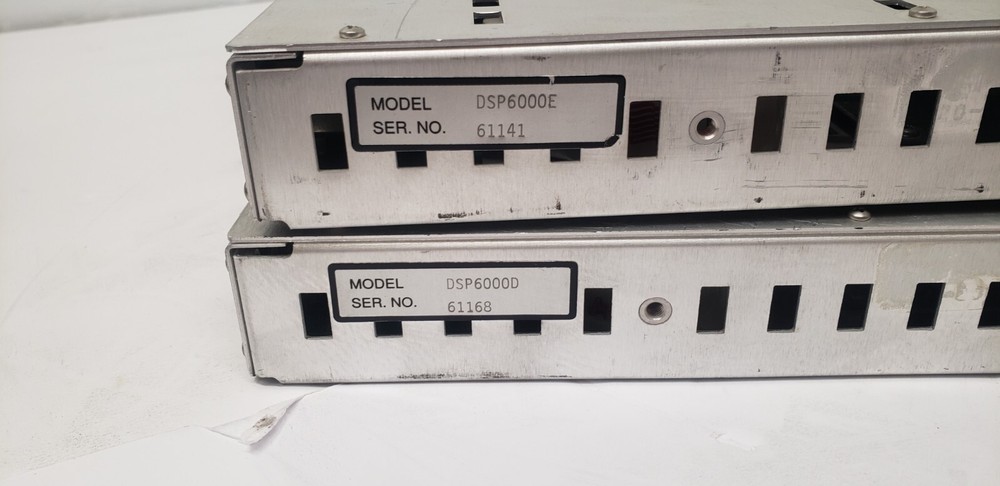 MODEL DSP6000E
SER. NO. 61141
MODEL DSP6000D
SER. NO. 61168